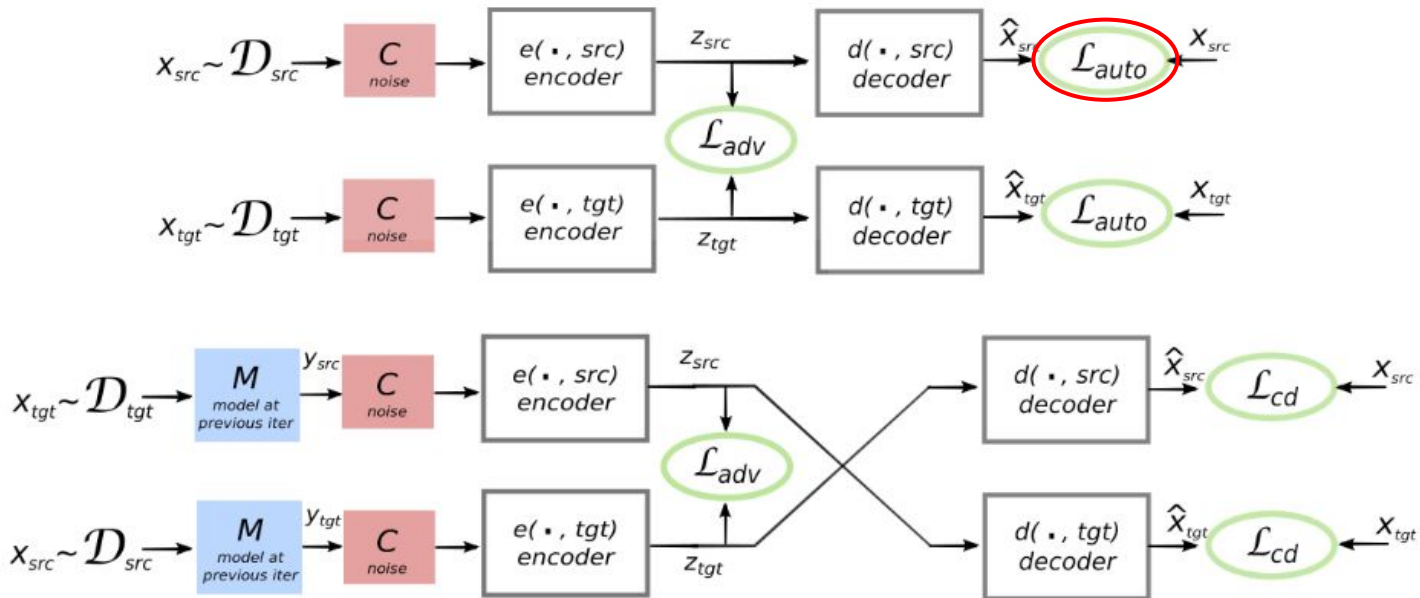 x_src ~ D_src
C
noise
e(·, src)
encoder
z_src
d(·, src)
decoder
x̂_src
L_auto
x_src
L_adv
x_tgt ~ D_tgt
C
noise
e(·, tgt)
encoder
z_tgt
d(·, tgt)
decoder
x̂_tgt
L_auto
x_tgt
x_tgt ~ D_tgt
M
model at
previous iter
y_src
C
noise
e(·, src)
encoder
z_src
d(·, src)
decoder
x̂_src
L_cd
x_src
L_adv
x_src ~ D_src
M
model at
previous iter
y_tgt
C
noise
e(·, tgt)
encoder
z_tgt
d(·, tgt)
decoder
x̂_tgt
L_cd
x_tgt